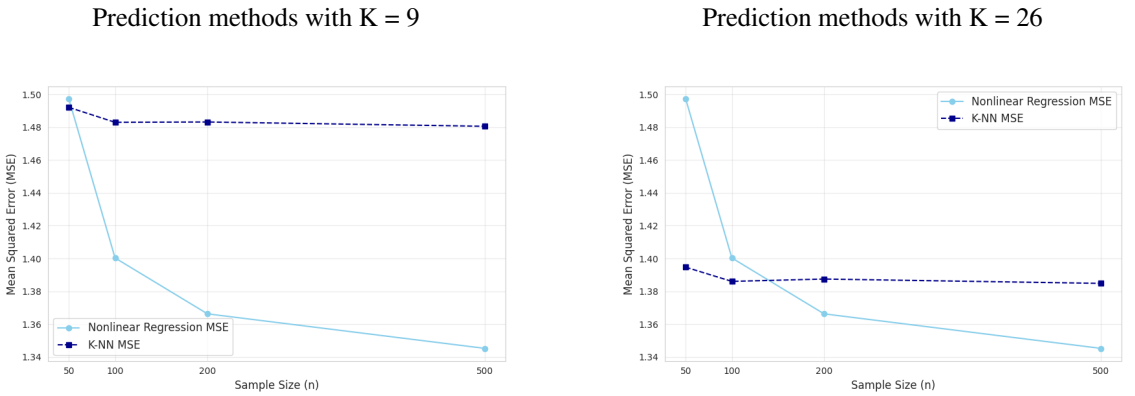 Prediction methods with K = 9
1.50
1.48
1.46
1.44
1.42
1.40
1.38
1.36
1.34
Mean Squared Error (MSE)
Nonlinear Regression MSE
K-NN MSE
50
100
200
500
Sample Size (n)
Prediction methods with K = 26
1.50
1.48
1.46
1.44
1.42
1.40
1.38
1.36
1.34
Mean Squared Error (MSE)
Nonlinear Regression MSE
K-NN MSE
50
100
200
500
Sample Size (n)